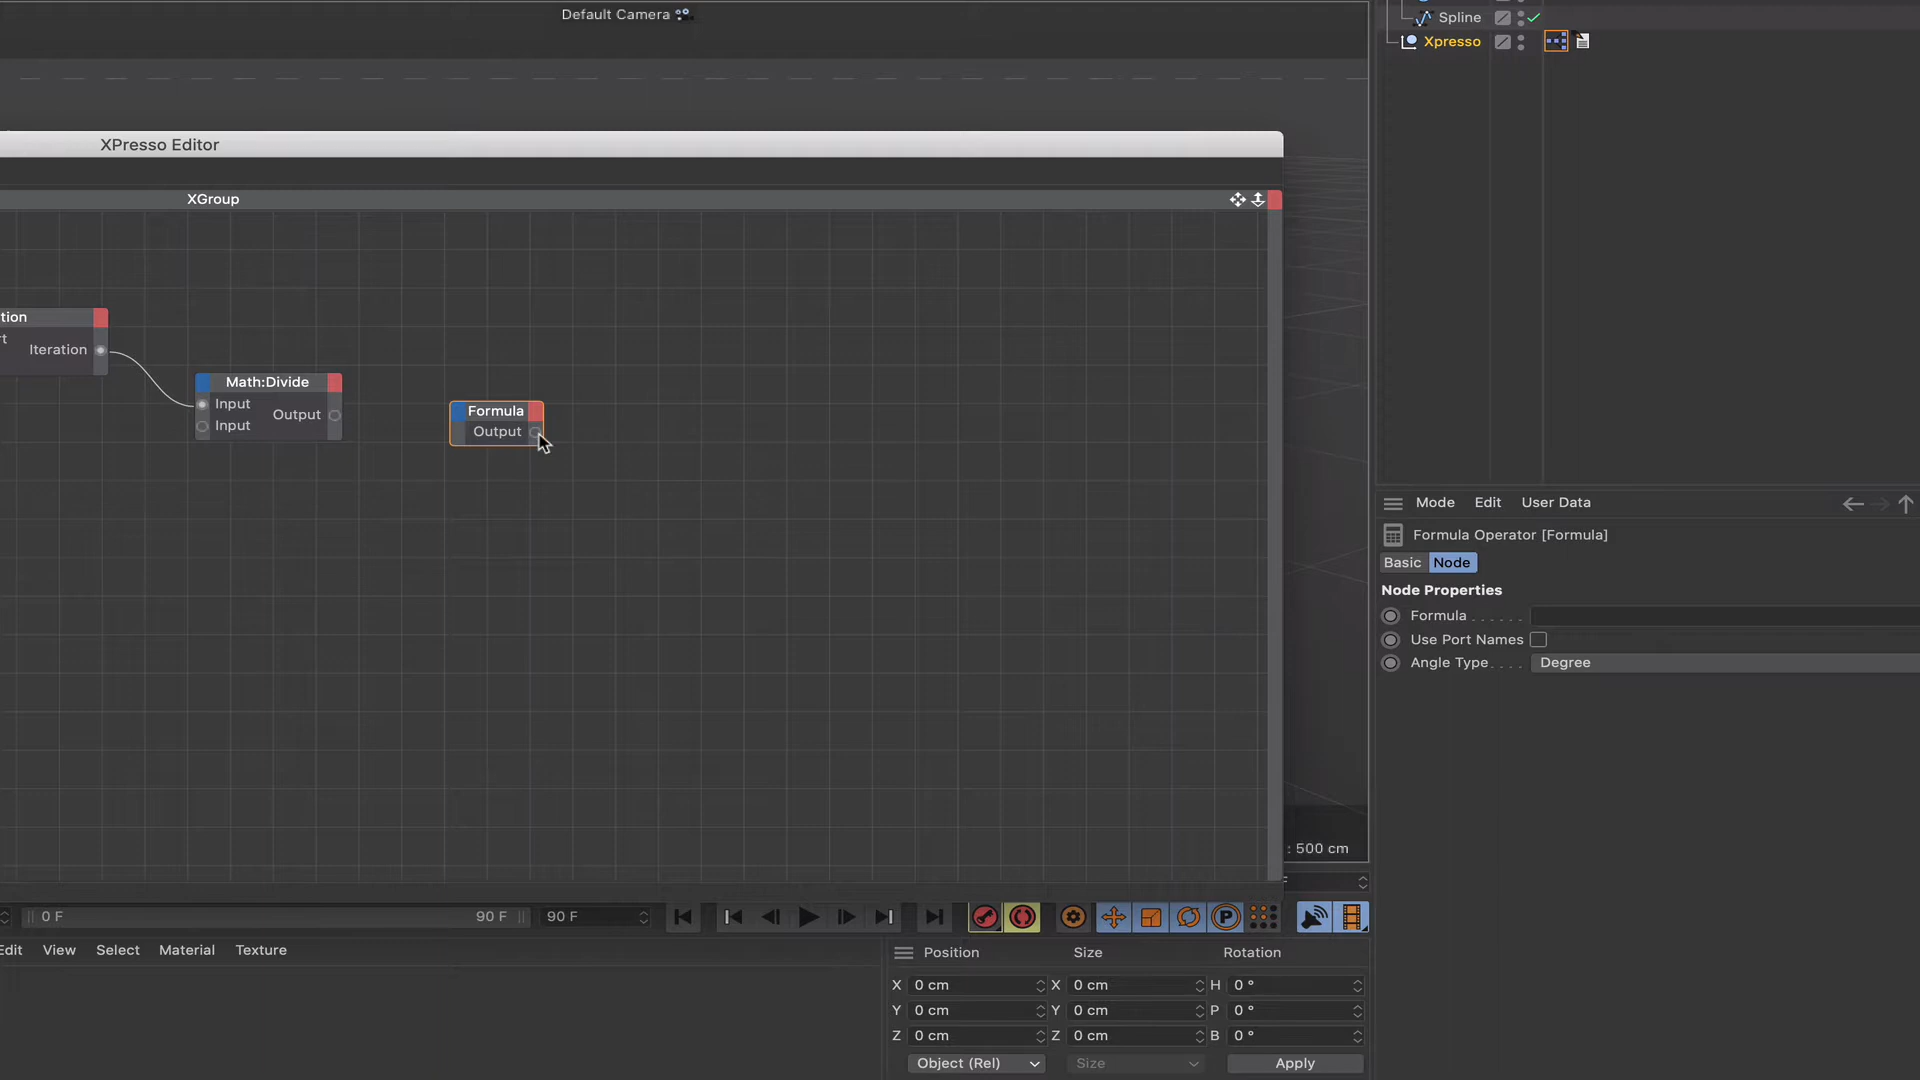 Default Camera
Spline
Xpresso
XPresso Editor
XGroup
tion
rt
Iteration
Math:Divide
Input
Output
Input
Formula
Output
Mode Edit User Data
Formula Operator [Formula]
Basic Node
Node Properties
Formula . . . . . .
Use Port Names
Angle Type. . . . Degree
: 500 cm
0 F 90 F 90 F
P
Edit View Select Material Texture
Position Size Rotation
X 0 cm X 0 cm H 0 °
Y 0 cm Y 0 cm P 0 °
Z 0 cm Z 0 cm B 0 °
Object (Rel) Size Apply